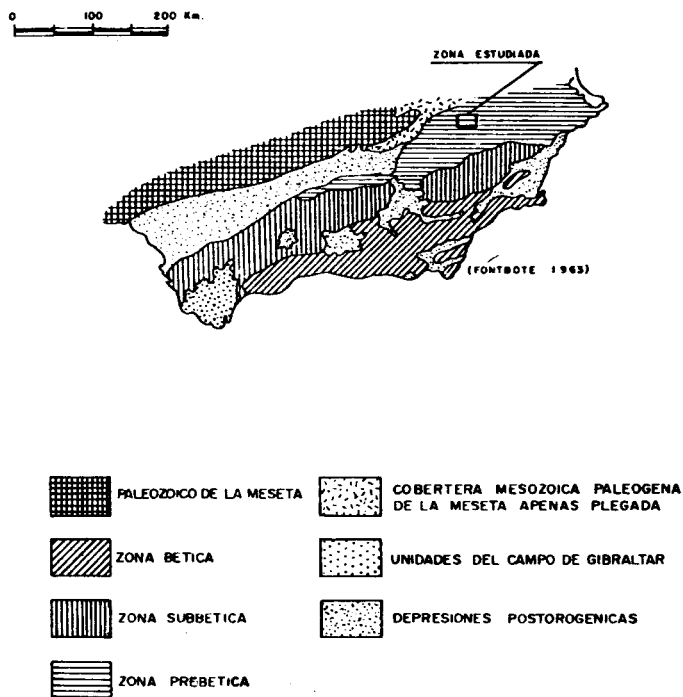 0 100 200 Km.
ZONA ESTUDIADA
(FONTBOTE 1963)
PALEOZOICO DE LA MESETA
COBERTERA MESOZOICA PALEOGENA
DE LA MESETA APENAS PLEGADA
ZONA BETICA
UNIDADES DEL CAMPO DE GIBRALTAR
ZONA SUBBETICA
DEPRESIONES POSTOROGENICAS
ZONA PREBETICA